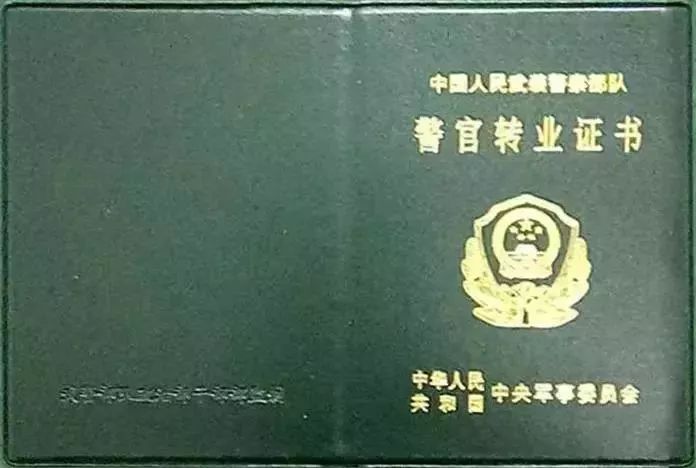 中国人民武装警察部队
警官转业证书
中华人民
共和国
中央军事委员会